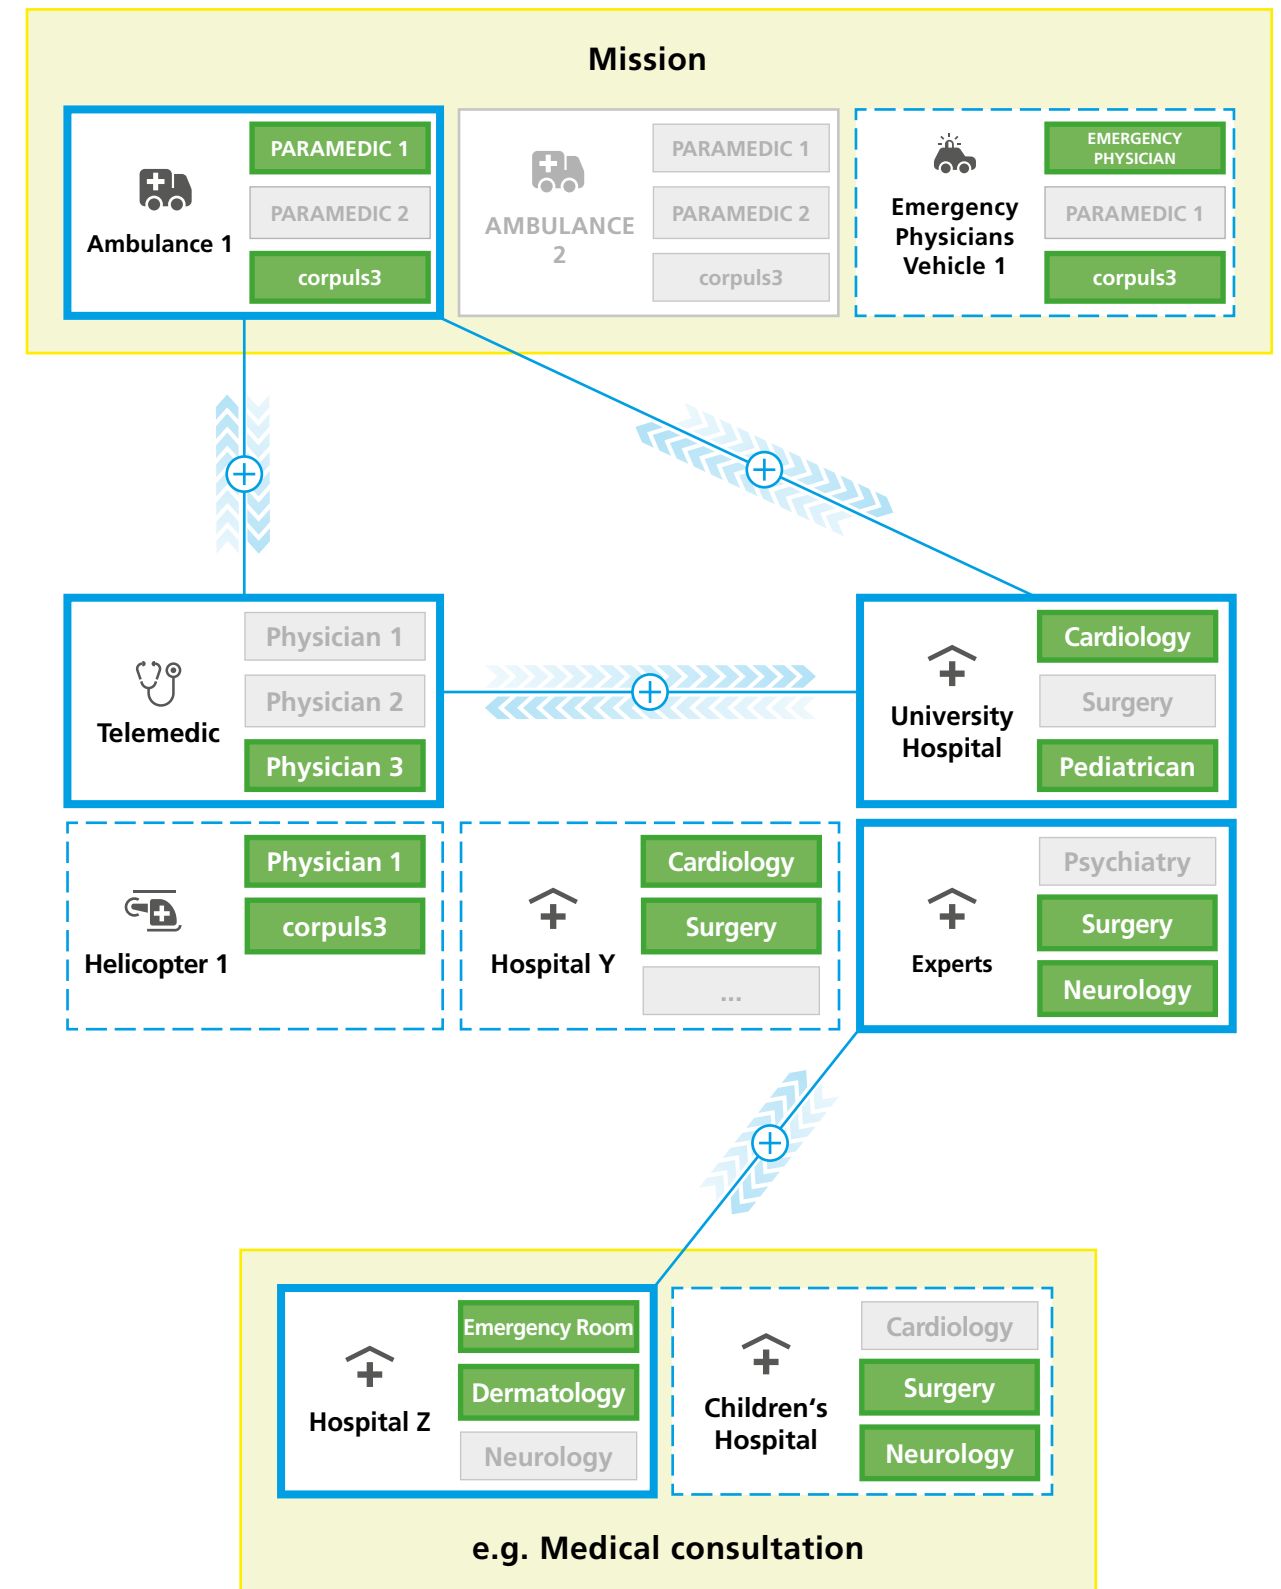 Mission
Ambulance 1
PARAMEDIC 1
PARAMEDIC 2
corpuls3
AMBULANCE
2
PARAMEDIC 1
PARAMEDIC 2
corpuls3
Emergency
Physicians
Vehicle 1
EMERGENCY
PHYSICIAN
PARAMEDIC 1
corpuls3
Telemedic
Physician 1
Physician 2
Physician 3
University
Hospital
Cardiology
Surgery
Pediatrican
Helicopter 1
Physician 1
corpuls3
Hospital Y
Cardiology
Surgery
...
Experts
Psychiatry
Surgery
Neurology
Hospital Z
Emergency Room
Dermatology
Neurology
Children‘s
Hospital
Cardiology
Surgery
Neurology
e.g. Medical consultation